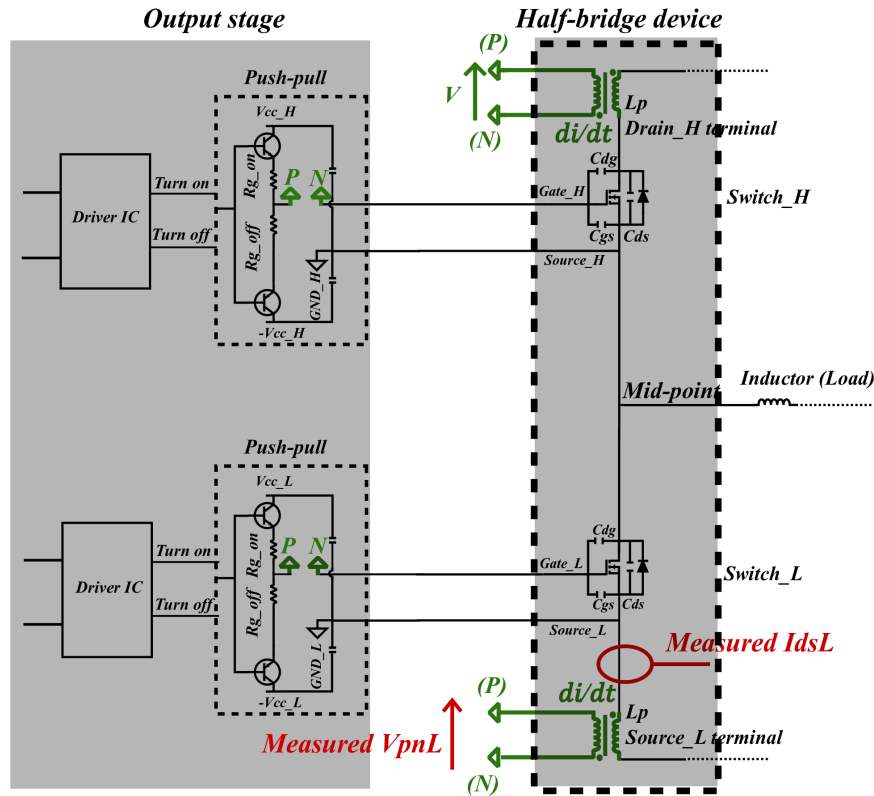 Output stage
Half-bridge device
Push-pull
Vcc_H
Driver IC
Turn on
Turn off
Rg_on
Rg_off
P
N
GND_H
-Vcc_H
(P)
V
(N)
di/dt
Lp
Drain_H terminal
Cdg
Gate_H
Cgs
Cds
Source_H
Switch_H
Mid-point
Inductor (Load)
Push-pull
Vcc_L
Driver IC
Turn on
Turn off
Rg_on
Rg_off
P
N
GND_L
-Vcc_L
Cdg
Gate_L
Cgs
Cds
Source_L
Switch_L
Measured IdsL
(P)
di/dt
Lp
Measured VpnL
Source_L terminal
(N)